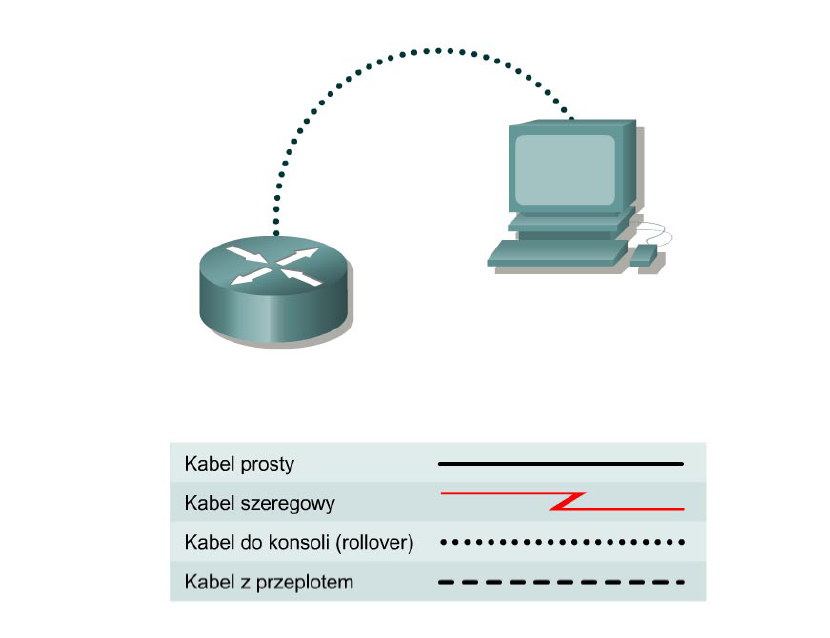 Kabel prosty
Kabel szeregowy
Kabel do konsoli (rollover)
Kabel z przeplotem